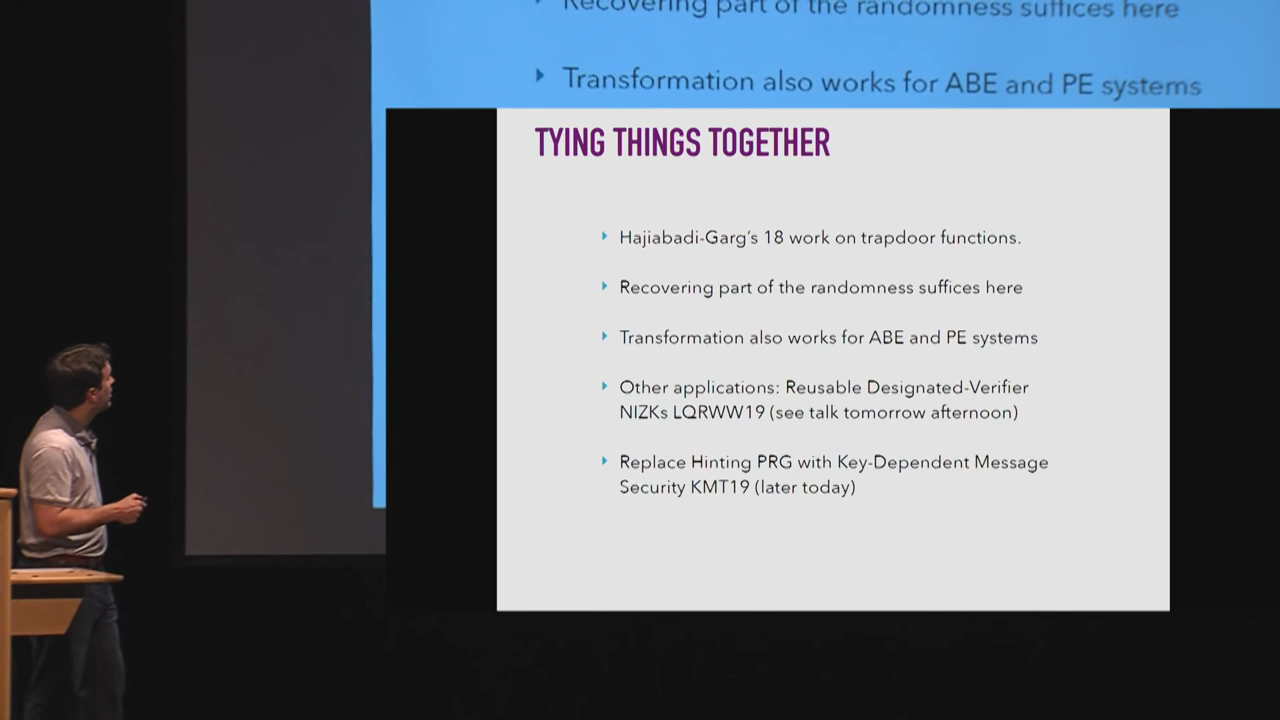 Recovering part of the randomness suffices here
Transformation also works for ABE and PE systems
TYING THINGS TOGETHER
Hajiabadi-Garg's 18 work on trapdoor functions.
Recovering part of the randomness suffices here
Transformation also works for ABE and PE systems
Other applications: Reusable Designated-Verifier
NIZKs LQRWW19 (see talk tomorrow afternoon)
Replace Hinting PRG with Key-Dependent Message
Security KMT19 (later today)